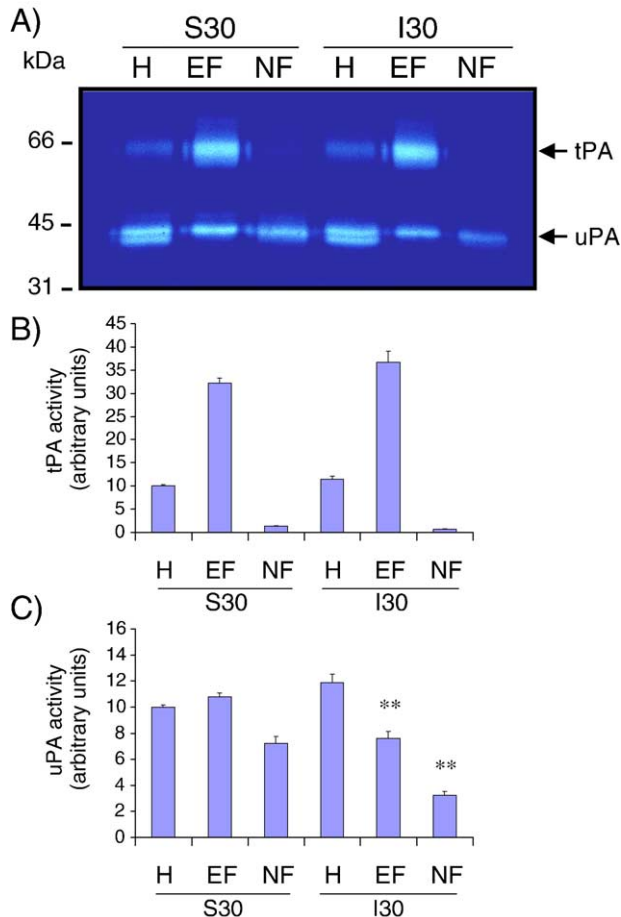 A)
S30 I30
kDa H EF NF H EF NF
66 tPA
45 uPA
31
B)
tPA activity
(arbitrary units)
45
40
35
30
25
20
15
10
5
0
H EF NF H EF NF
S30 I30
C)
uPA activity
(arbitrary units)
16
14
12
10
8
6
4
2
0
**
**
H EF NF H EF NF
S30 I30